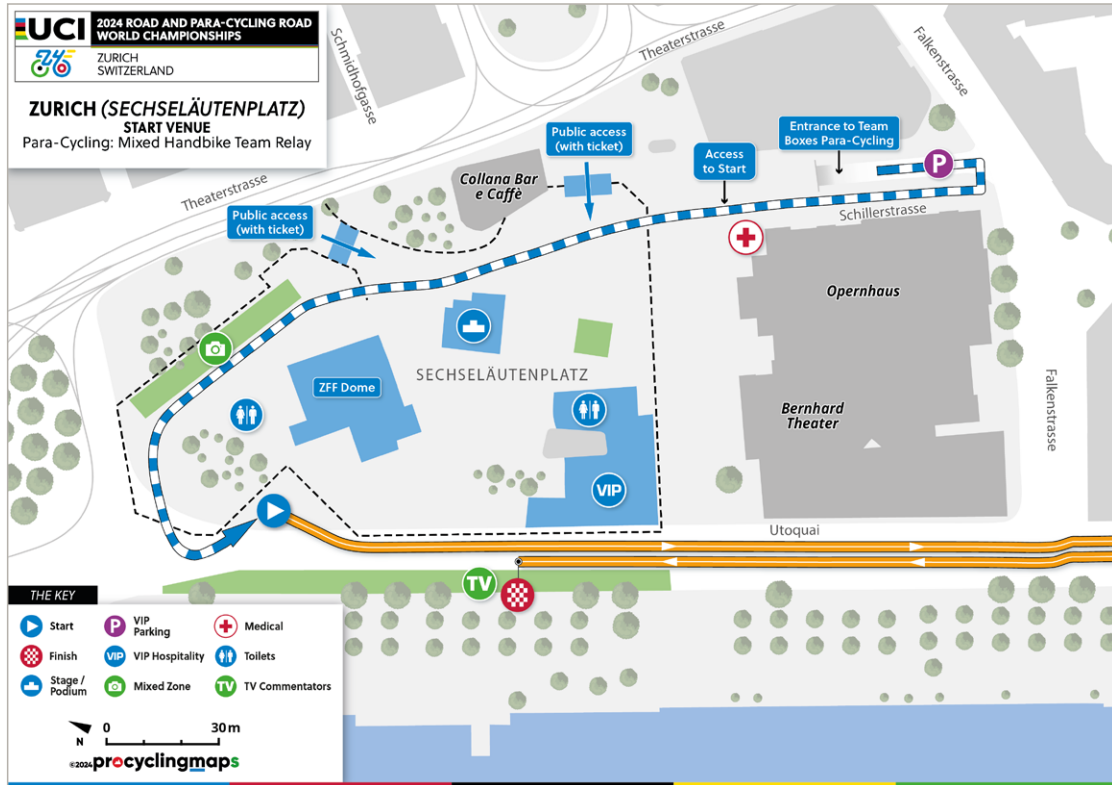 UCI
2024 ROAD AND PARA-CYCLING ROAD
WORLD CHAMPIONSHIPS
ZURICH
SWITZERLAND
ZURICH (SECHSELÄUTENPLATZ)
START VENUE
Para-Cycling: Mixed Handbike Team Relay
Schmidhofgasse
Theaterstrasse
Falkenstrasse
Theaterstrasse
Public access
(with ticket)
Entrance to Team
Boxes Para-Cycling
Access
to Start
P
Collana Bar
e Caffè
Public access
(with ticket)
Schillerstrasse
Opernhaus
SECHSELÄUTENPLATZ
ZFF Dome
Bernhard
Theater
Falkenstrasse
VIP
Utoquai
TV
THE KEY
Start
P
VIP
Parking
Medical
Finish
VIP
VIP Hospitality
Toilets
Stage /
Podium
Mixed Zone
TV
TV Commentators
N
0
30 m
©2024 procyclingmaps